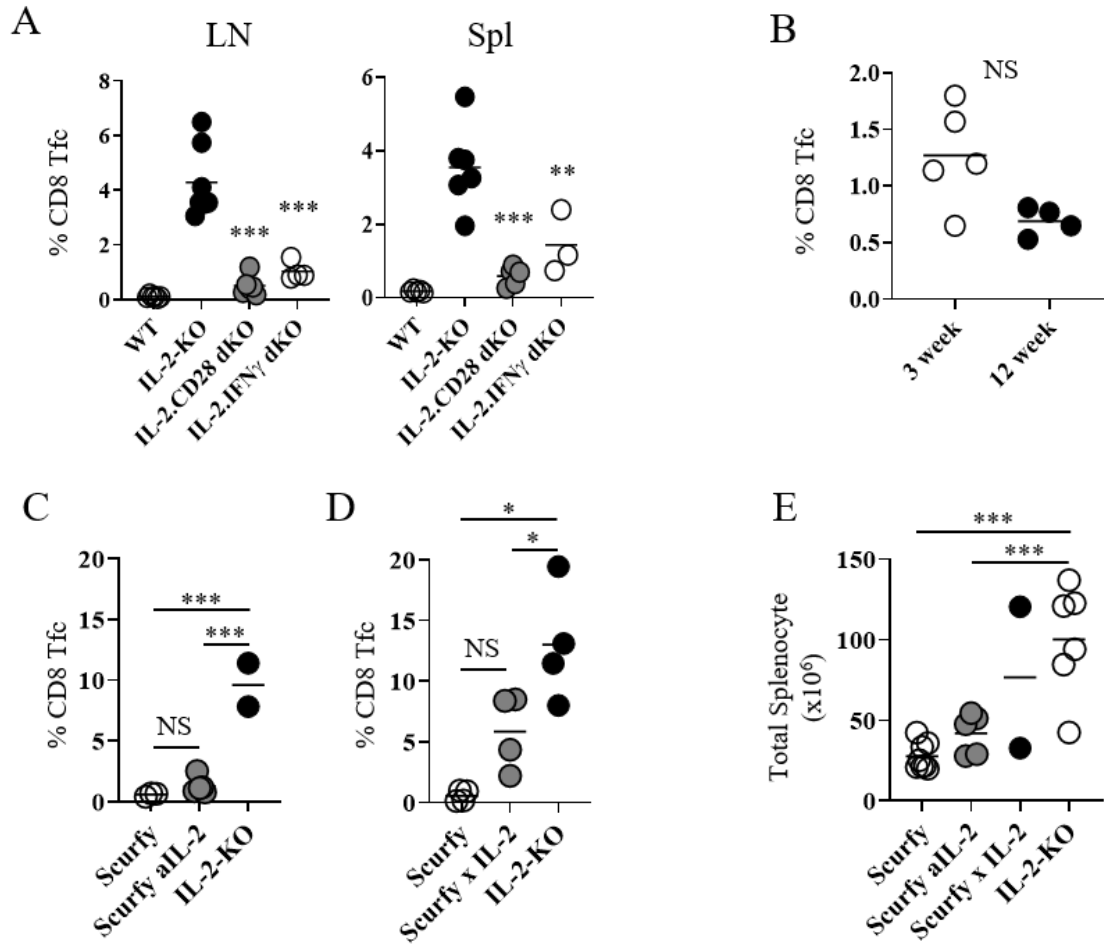 A
LN
Spl
B
% CD8 Tfc
8
6
4
2
0
***
***
WT
IL-2-KO
IL-2.CD28 dKO
IL-2.IFNγ dKO
6
4
2
0
***
**
WT
IL-2-KO
IL-2.CD28 dKO
IL-2.IFNγ dKO
% CD8 Tfc
2.0
1.5
1.0
0.5
0.0
NS
3 week
12 week
C
% CD8 Tfc
20
15
10
5
0
***
***
NS
Scurfy
Scurfy aIL-2
IL-2-KO
D
% CD8 Tfc
20
15
10
5
0
*
*
NS
Scurfy
Scurfy x IL-2
IL-2-KO
E
Total Splenocyte
(x10⁶)
150
100
50
0
***
***
Scurfy
Scurfy aIL-2
Scurfy x IL-2
IL-2-KO